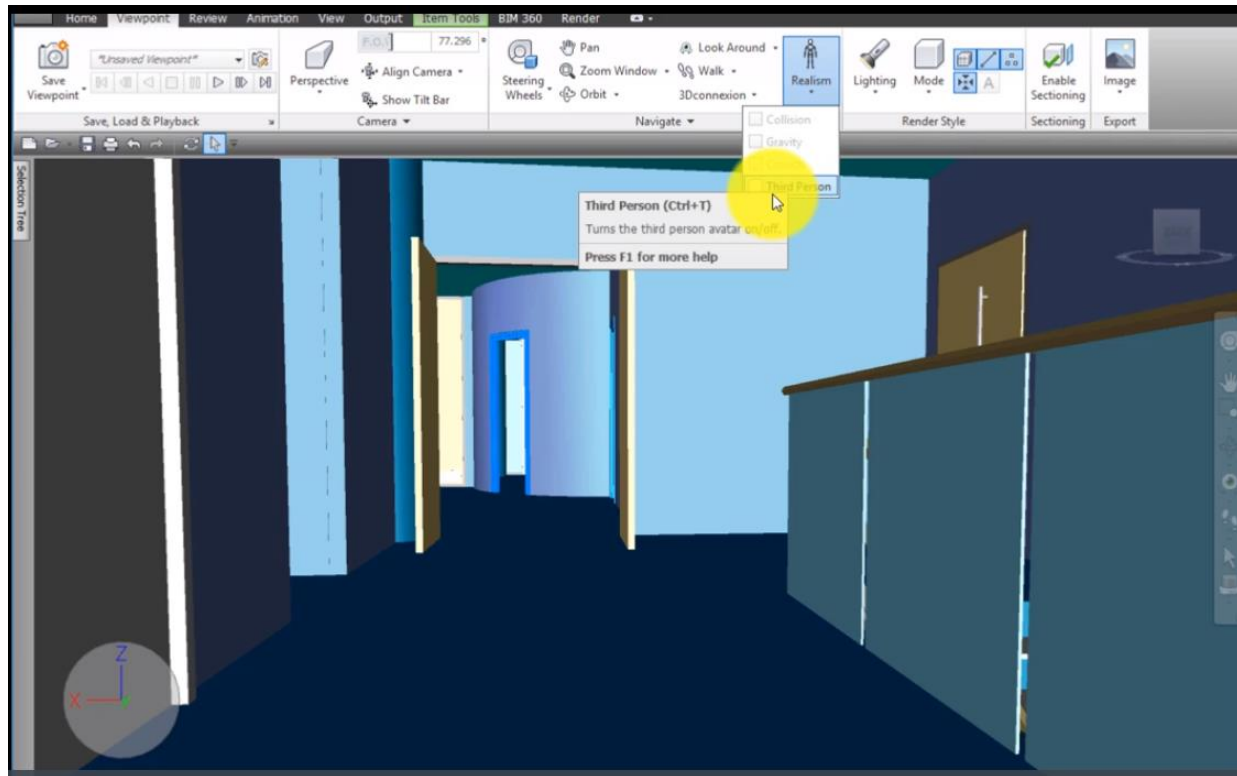 Home Viewpoint Review Animation View Output Item Tools BIM 360 Render
"Unsaved Viewpoint"
Save Viewpoint
Save, Load & Playback
Perspective
F.O.V. 77.296 °
Align Camera
Show Tilt Bar
Camera
Steering Wheels
Pan
Zoom Window
Orbit
Look Around
Walk
3Dconnexion
Realism
Navigate
Lighting
Mode
A
Render Style
Enable Sectioning
Sectioning
Image
Export
Collision
Gravity
Third Person
Selection Tree
Third Person (Ctrl+T)
Turns the third person avatar on/off.
Press F1 for more help
Z
X